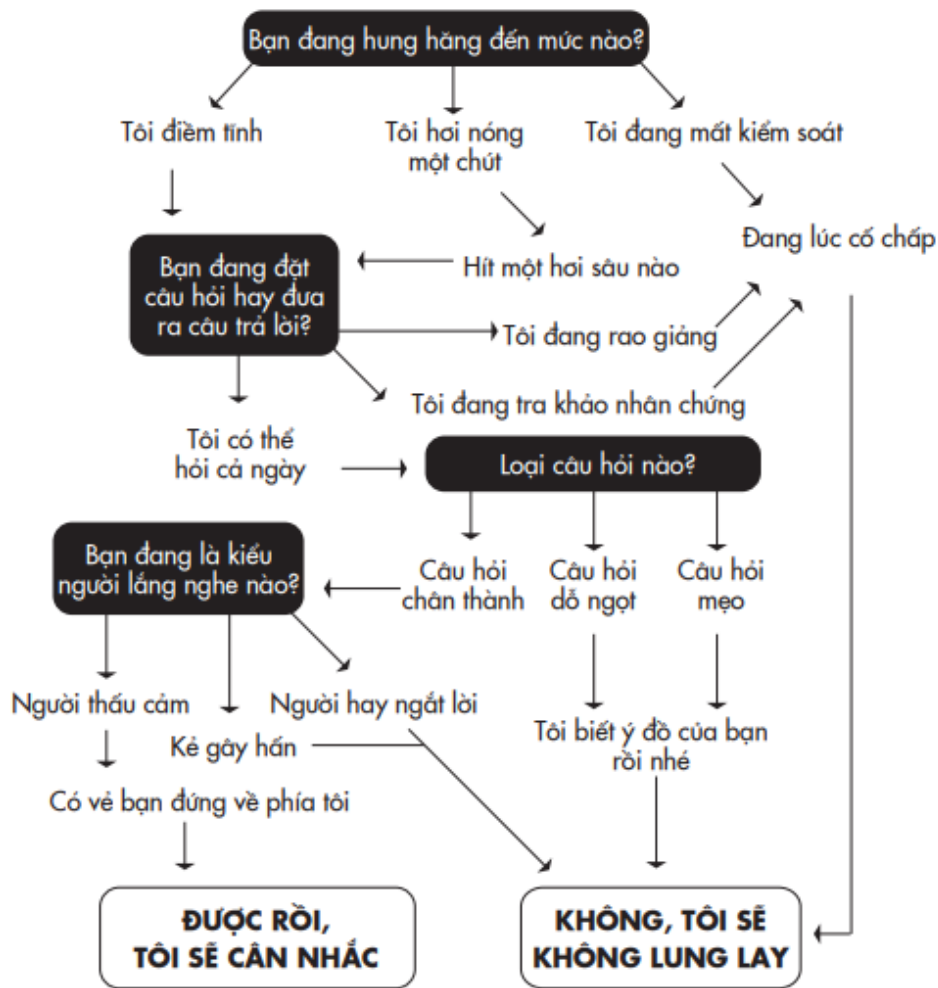 Bạn đang hung hăng đến mức nào?
Tôi điềm tĩnh
Tôi hơi nóng
một chút
Tôi đang mất kiểm soát
Đang lúc cố chấp
Bạn đang đặt
câu hỏi hay đưa
ra câu trả lời?
Hít một hơi sâu nào
Tôi đang rao giảng
Tôi đang tra khảo nhân chứng
Tôi có thể
hỏi cả ngày
Loại câu hỏi nào?
Bạn đang là kiểu
người lắng nghe nào?
Câu hỏi
chân thành
Câu hỏi
dỗ ngọt
Câu hỏi
mẹo
Người thấu cảm
Kẻ gây hấn
Người hay ngắt lời
Tôi biết ý đồ của bạn
rồi nhé
Có vẻ bạn đứng về phía tôi
ĐƯỢC RỒI,
TÔI SẼ CÂN NHẮC
KHÔNG, TÔI SẼ
KHÔNG LUNG LAY